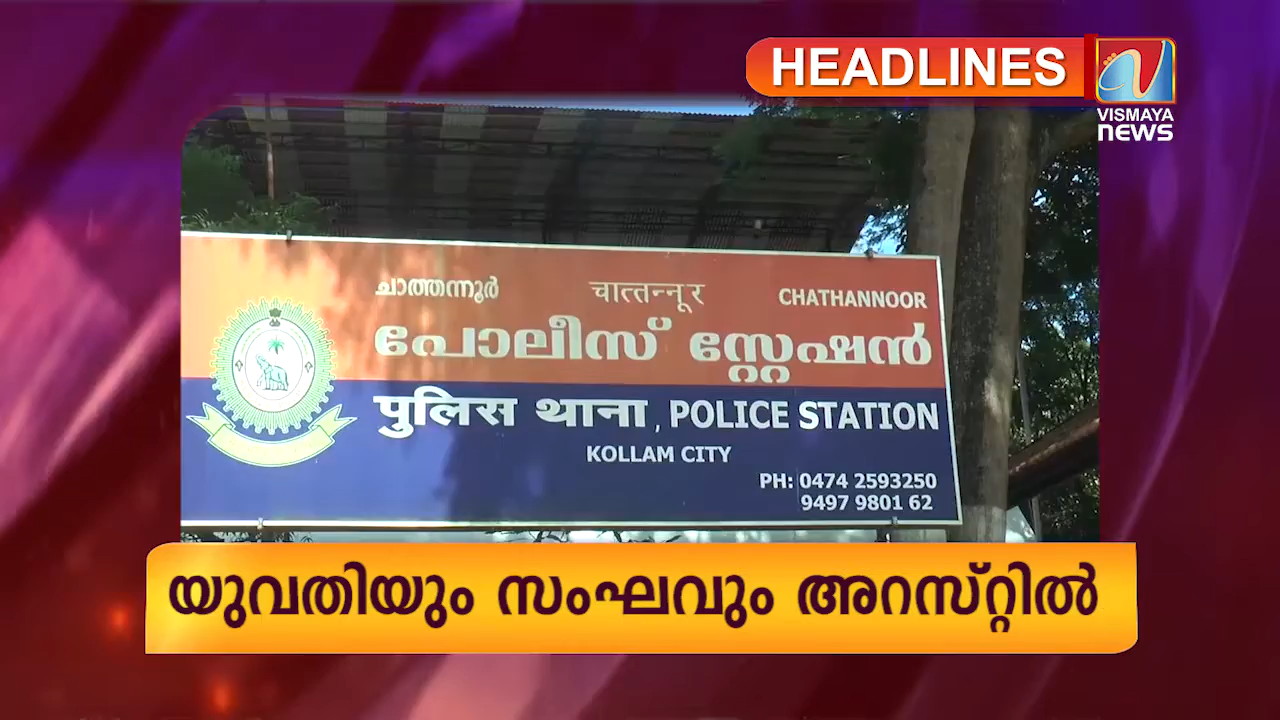 HEADLINES
VISMAYA
NEWS
ചാത്തന്നൂർ चात्तन्नूर CHATHANNOOR
പോലീസ് സ്റ്റേഷൻ
पुलिस थाना, POLICE STATION
KOLLAM CITY
PH: 0474 2593250
9497 9801 62
യുവതിയും സംഘവും അറസ്റ്റിൽ